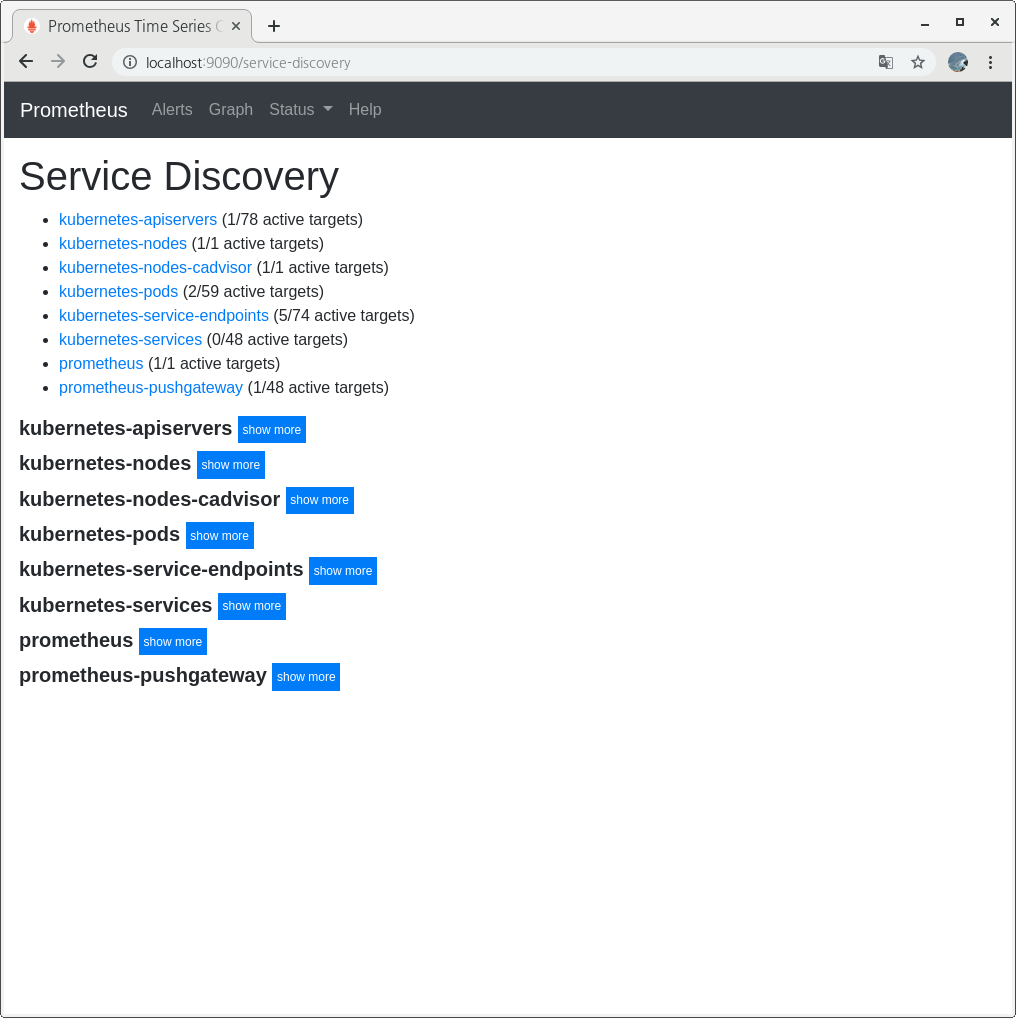 Prometheus Time Series
localhost:9090/service-discovery
Prometheus Alerts Graph Status Help
Service Discovery
kubernetes-apiservers (1/78 active targets)
kubernetes-nodes (1/1 active targets)
kubernetes-nodes-cadvisor (1/1 active targets)
kubernetes-pods (2/59 active targets)
kubernetes-service-endpoints (5/74 active targets)
kubernetes-services (0/48 active targets)
prometheus (1/1 active targets)
prometheus-pushgateway (1/48 active targets)
kubernetes-apiservers show more
kubernetes-nodes show more
kubernetes-nodes-cadvisor show more
kubernetes-pods show more
kubernetes-service-endpoints show more
kubernetes-services show more
prometheus show more
prometheus-pushgateway show more